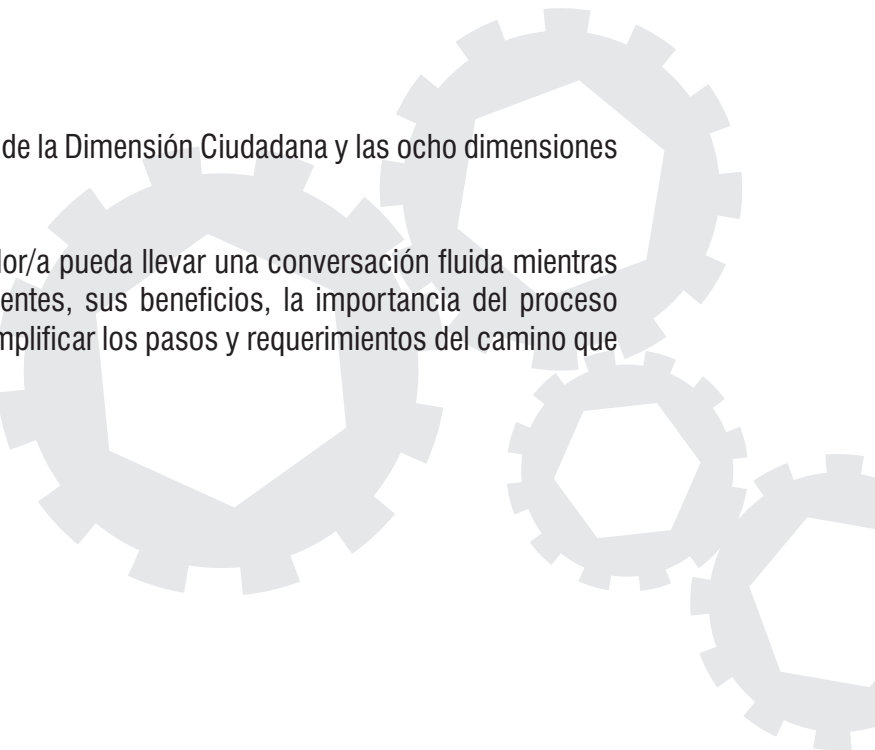 de la Dimensión Ciudadana y las ocho dimensiones
lor/a pueda llevar una conversación fluida mientras
entes, sus beneficios, la importancia del proceso
mplificar los pasos y requerimientos del camino que